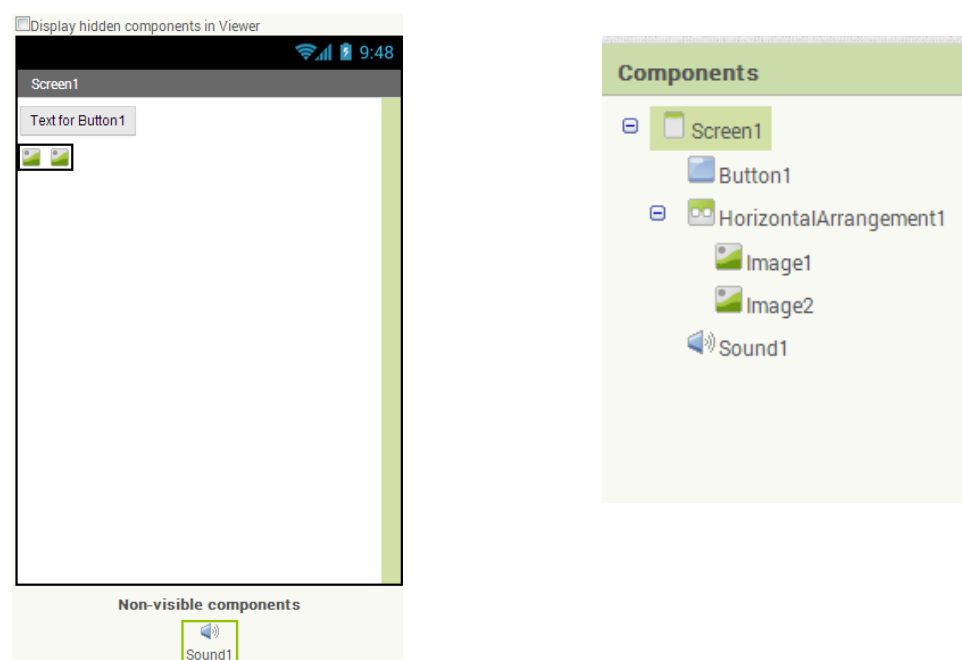 Display hidden components in Viewer
9:48
Screen1
Text for Button1
Non-visible components
Sound1
Components
Screen1
Button1
HorizontalArrangement1
Image1
Image2
Sound1